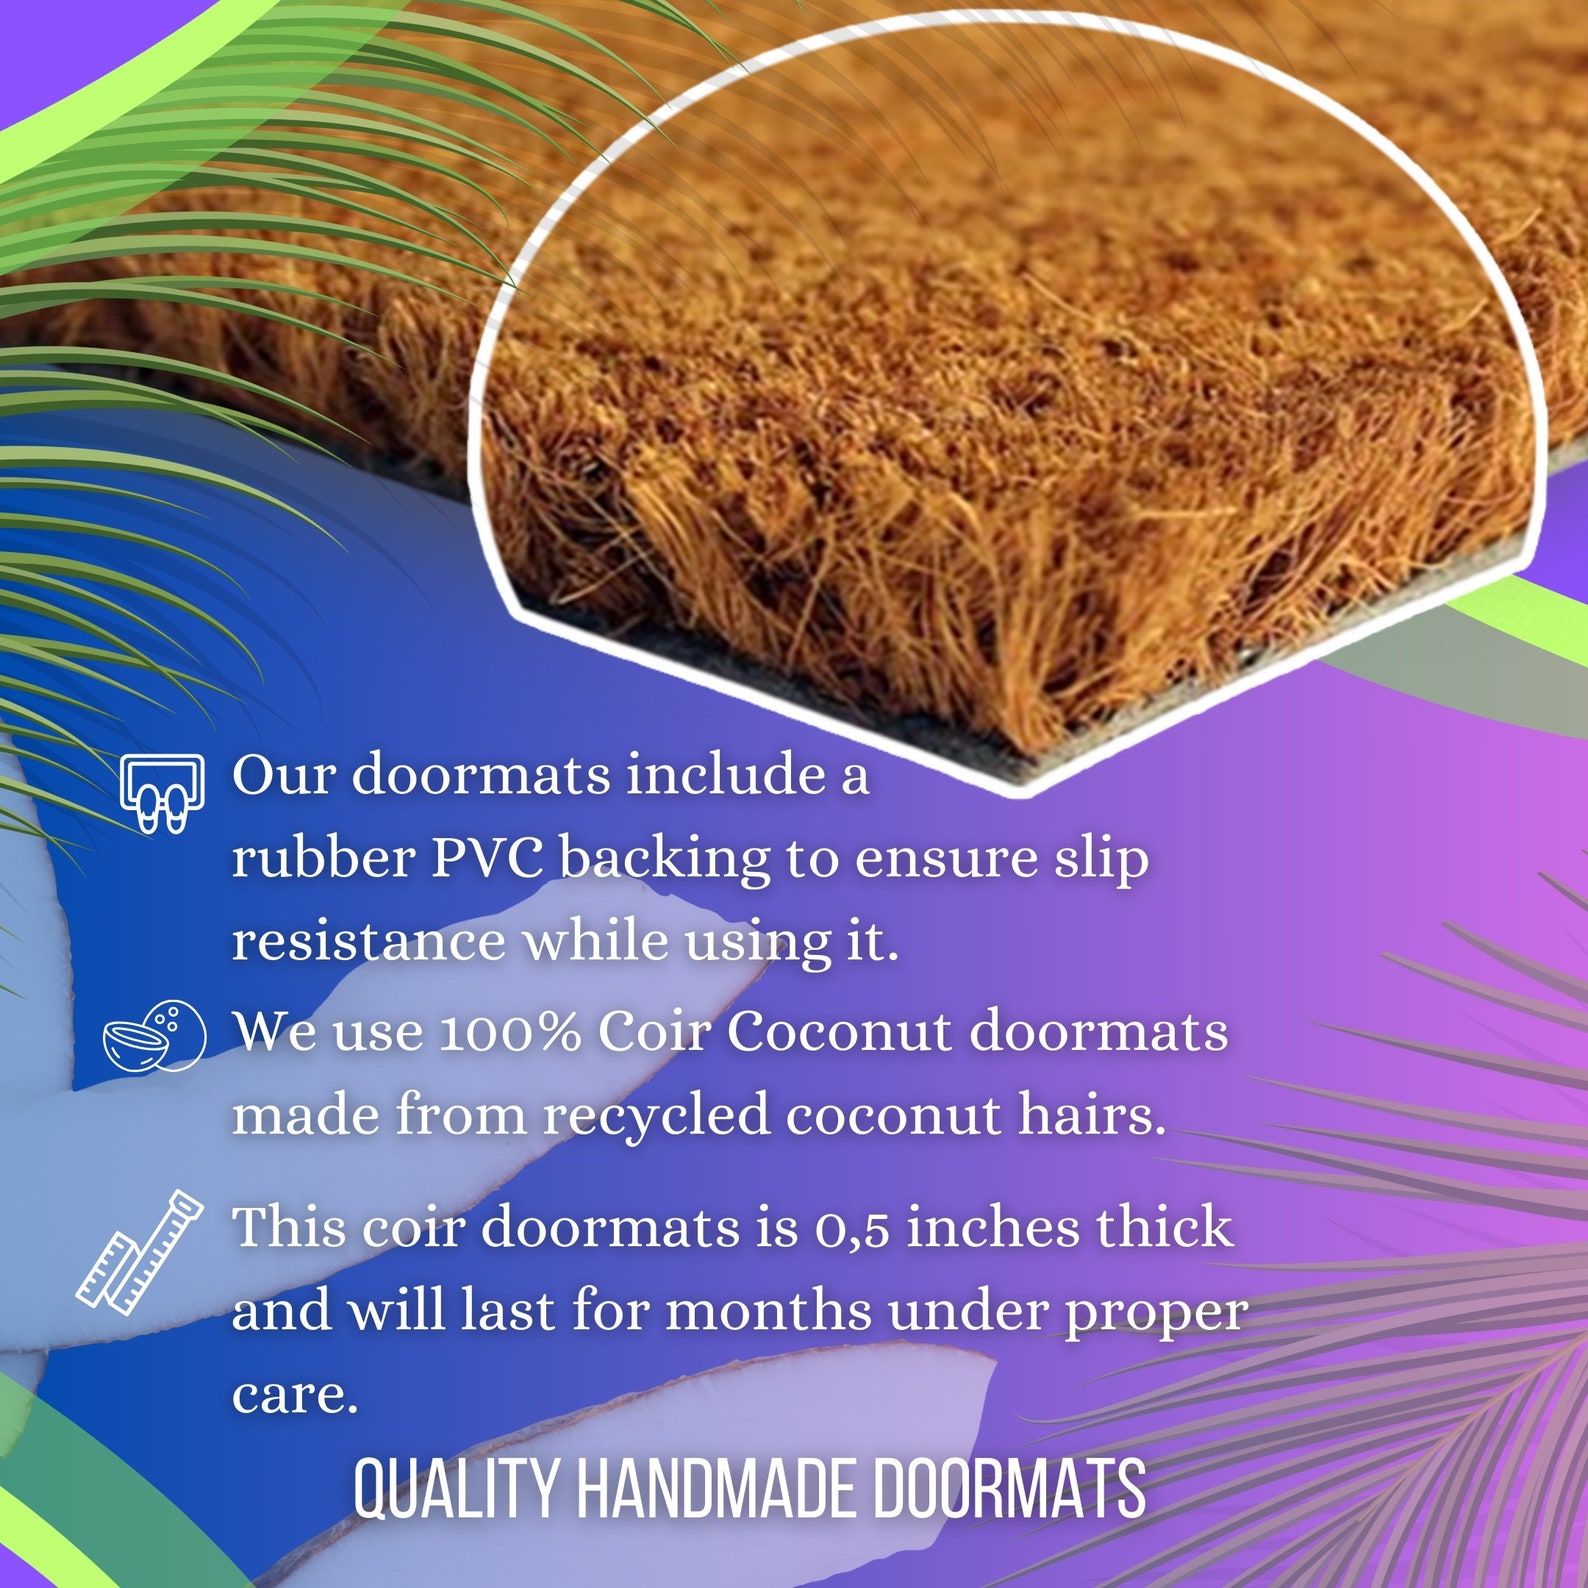 Our doormats include a
rubber PVC backing to ensure slip
resistance while using it.
We use 100% Coir Coconut doormats
made from recycled coconut hairs.
This coir doormats is 0,5 inches thick
and will last for months under proper
care.
QUALITY HANDMADE DOORMATS